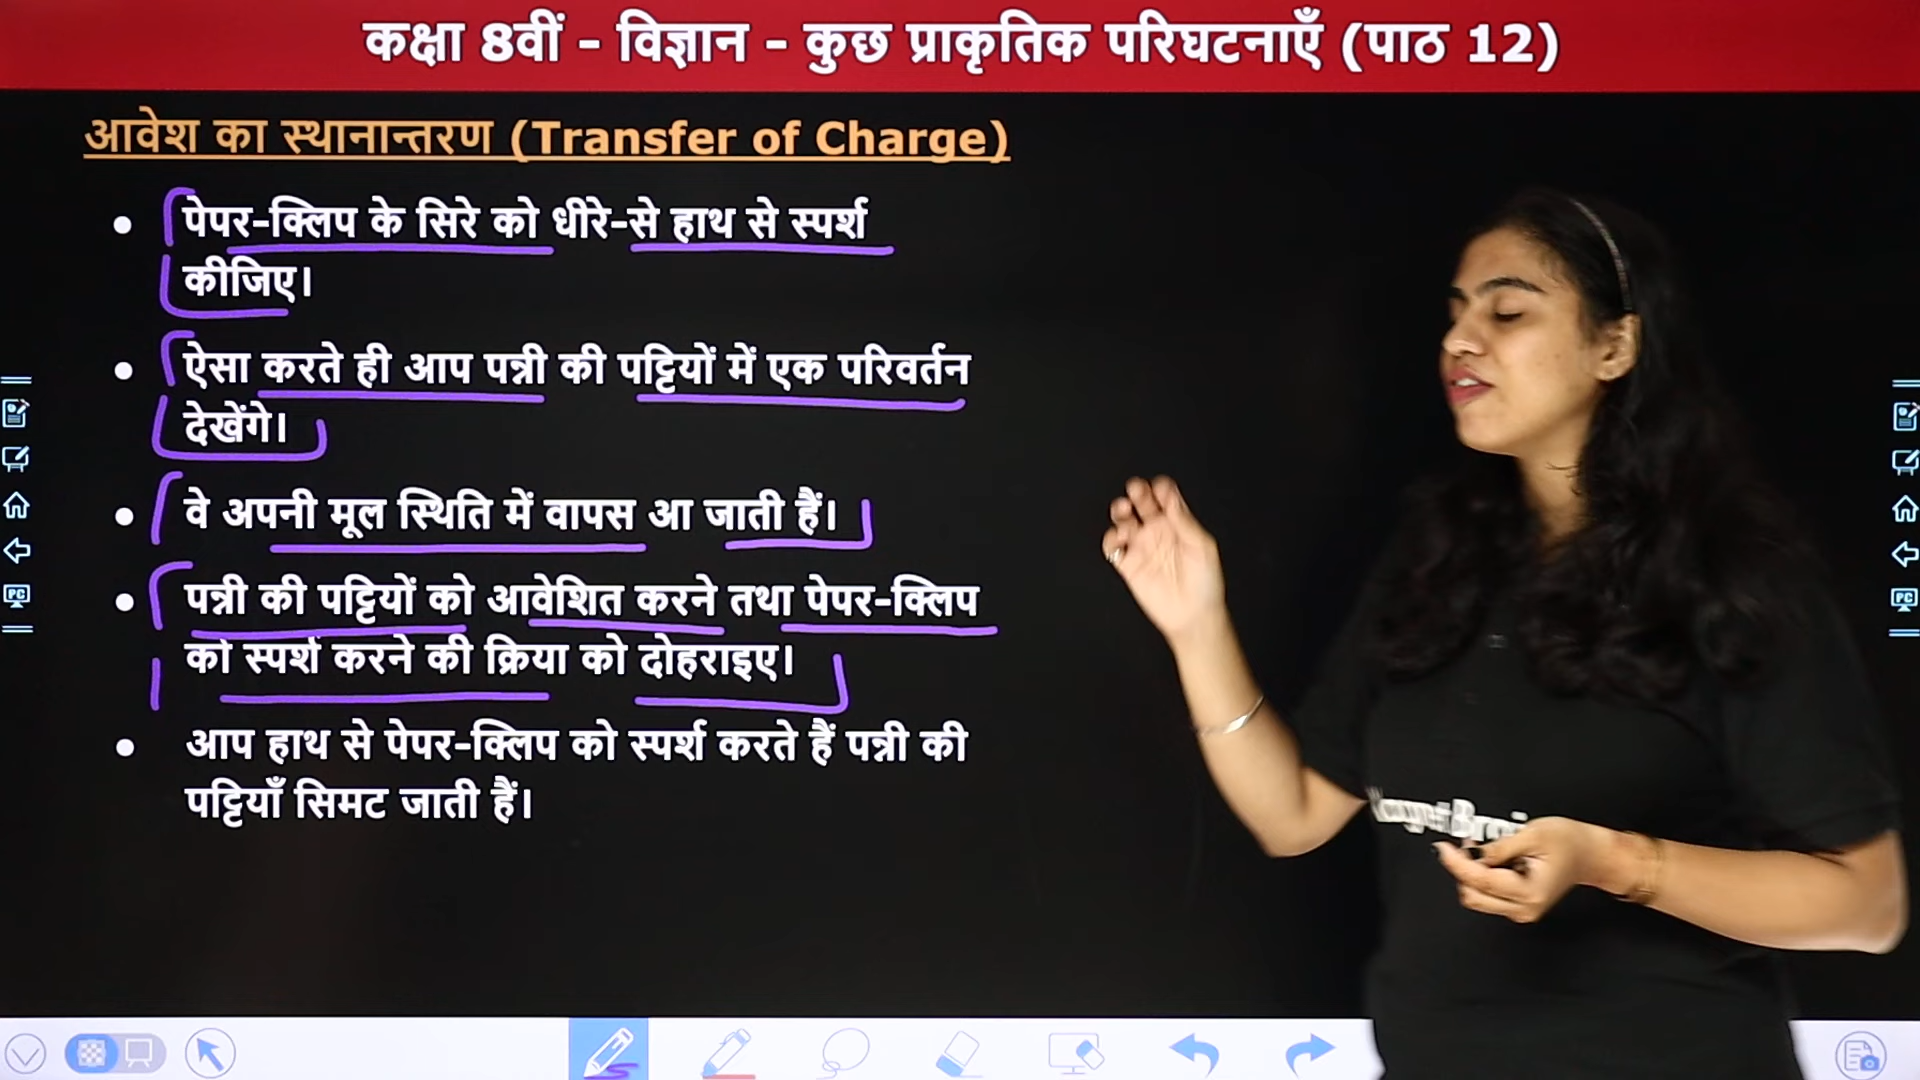 कक्षा 8वीं - विज्ञान - कुछ प्राकृतिक परिघटनाएँ (पाठ 12)
आवेश का स्थानान्तरण (Transfer of Charge)
• पेपर-क्लिप के सिरे को धीरे-से हाथ से स्पर्श
कीजिए।
• ऐसा करते ही आप पन्नी की पट्टियों में एक परिवर्तन
देखेंगे।
• वे अपनी मूल स्थिति में वापस आ जाती हैं।
• पन्नी की पट्टियों को आवेशित करने तथा पेपर-क्लिप
को स्पर्श करने की क्रिया को दोहराइए।
• आप हाथ से पेपर-क्लिप को स्पर्श करते हैं पन्नी की
पट्टियाँ सिमट जाती हैं।
PC
PC